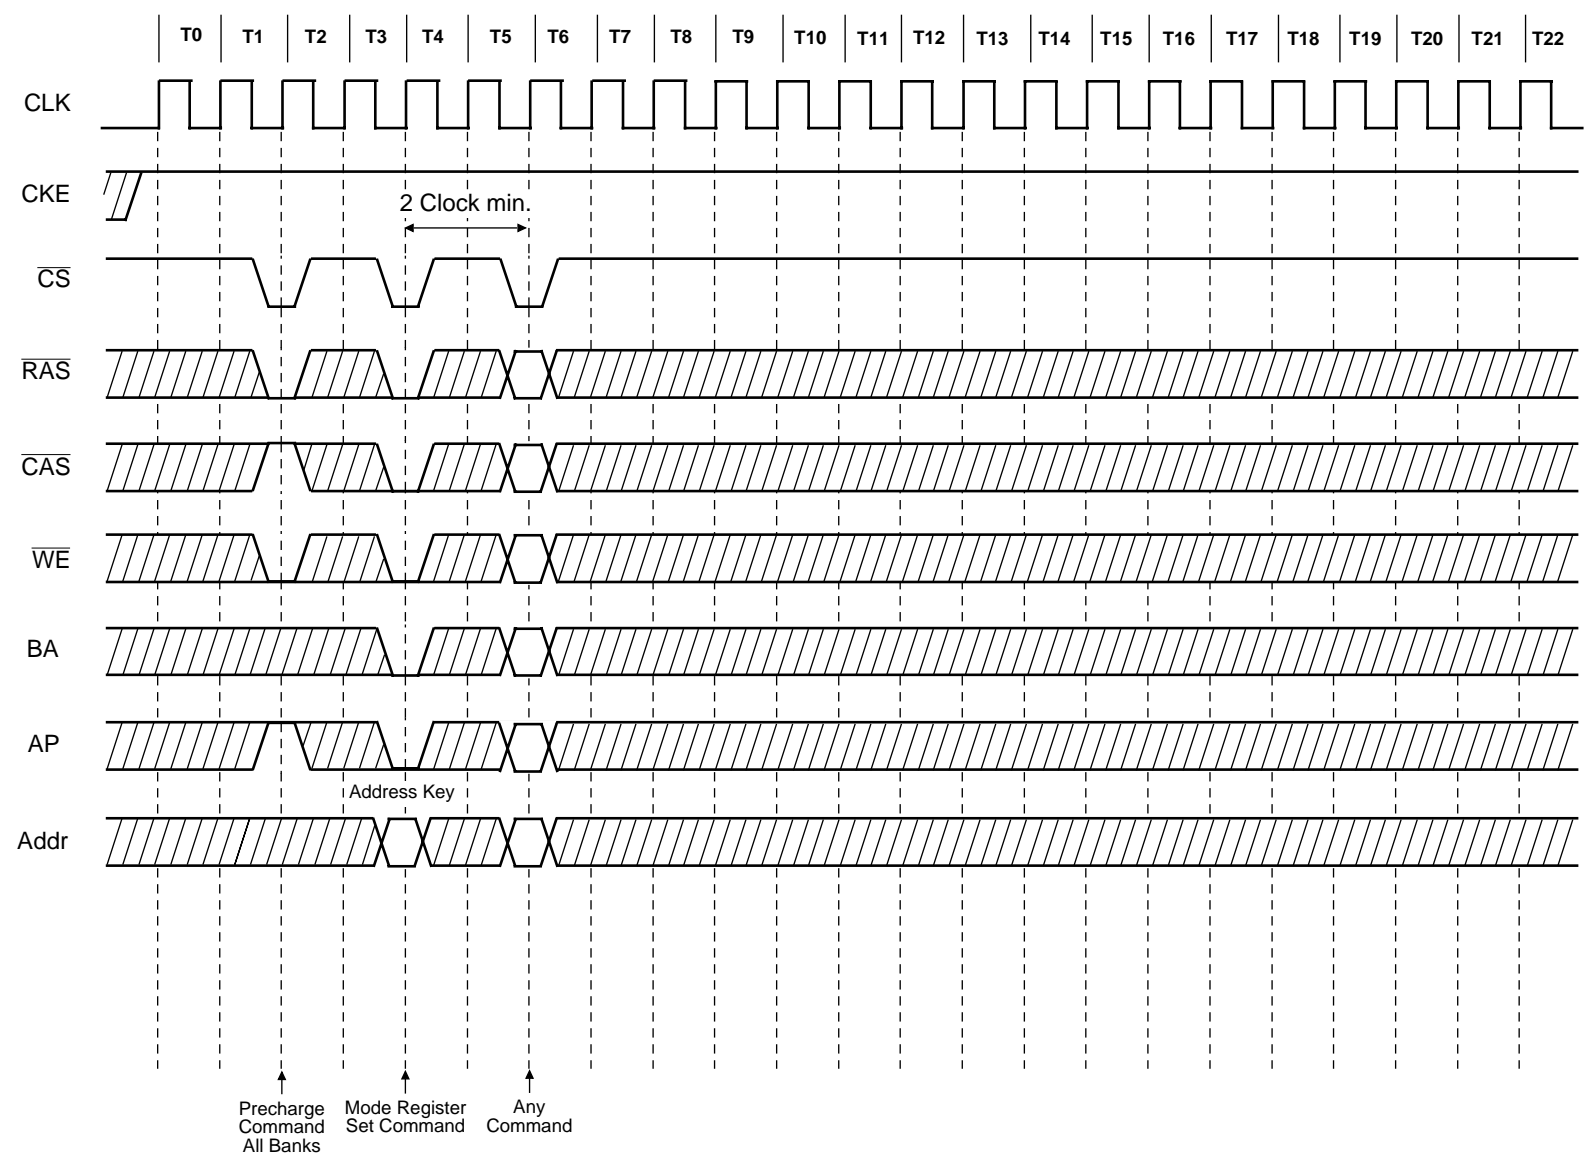 T0 T1 T2 T3 T4 T5 T6 T7 T8 T9 T10 T11 T12 T13 T14 T15 T16 T17 T18 T19 T20 T21 T22
CLK
CKE
2 Clock min.
CS
RAS
CAS
WE
BA
AP
Address Key
Addr
Precharge
Command
All Banks
Mode Register
Set Command
Any
Command